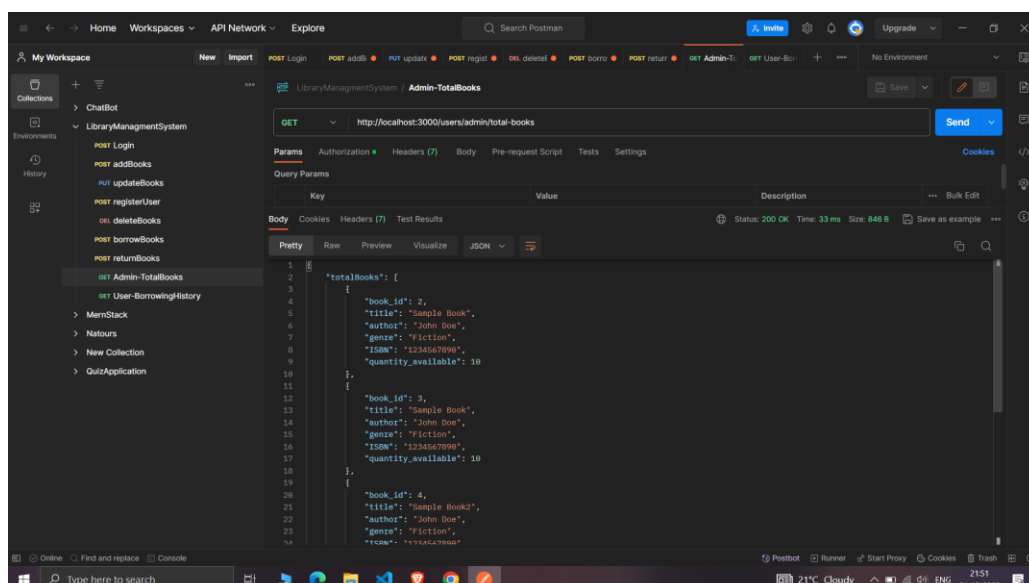 Home Workspaces API Network Explore Search Postman Invite Upgrade
My Workspace New Import POST Login POST addB PUT update POST regist DEL delete POST borro POST return GET Admin-To GET User-Bor No Environment
Collections
Environments
History
ChatBot
LibraryManagmentSystem
POST Login
POST addBooks
PUT updateBooks
POST registerUser
DEL deleteBooks
POST borrowBooks
POST returnBooks
GET Admin-TotalBooks
GET User-BorrowingHistory
MernStack
Natours
New Collection
QuizApplication
LibraryManagmentSystem / Admin-TotalBooks Save
GET http://localhost:3000/users/admin/total-books Send
Params Authorization Headers (7) Body Pre-request Script Tests Settings Cookies
Query Params
Key Value Description Bulk Edit
Body Cookies Headers (7) Test Results Status: 200 OK Time: 33 ms Size: 846 B Save as example
Pretty Raw Preview Visualize JSON
1 {
2 "totalBooks": [
3 {
4 "book_id": 2,
5 "title": "Sample Book",
6 "author": "John Doe",
7 "genre": "Fiction",
8 "ISBN": "1234567890",
9 "quantity_available": 10
10 },
11 {
12 "book_id": 3,
13 "title": "Sample Book",
14 "author": "John Doe",
15 "genre": "Fiction",
16 "ISBN": "1234567890",
17 "quantity_available": 10
18 },
19 {
20 "book_id": 4,
21 "title": "Sample Book2",
22 "author": "John Doe",
23 "genre": "Fiction",
24 "ISBN": "1234567890"
Online Find and replace Console Postbot Runner Start Proxy Cookies Trash
Type here to search 21°C Cloudy ENG 21:51